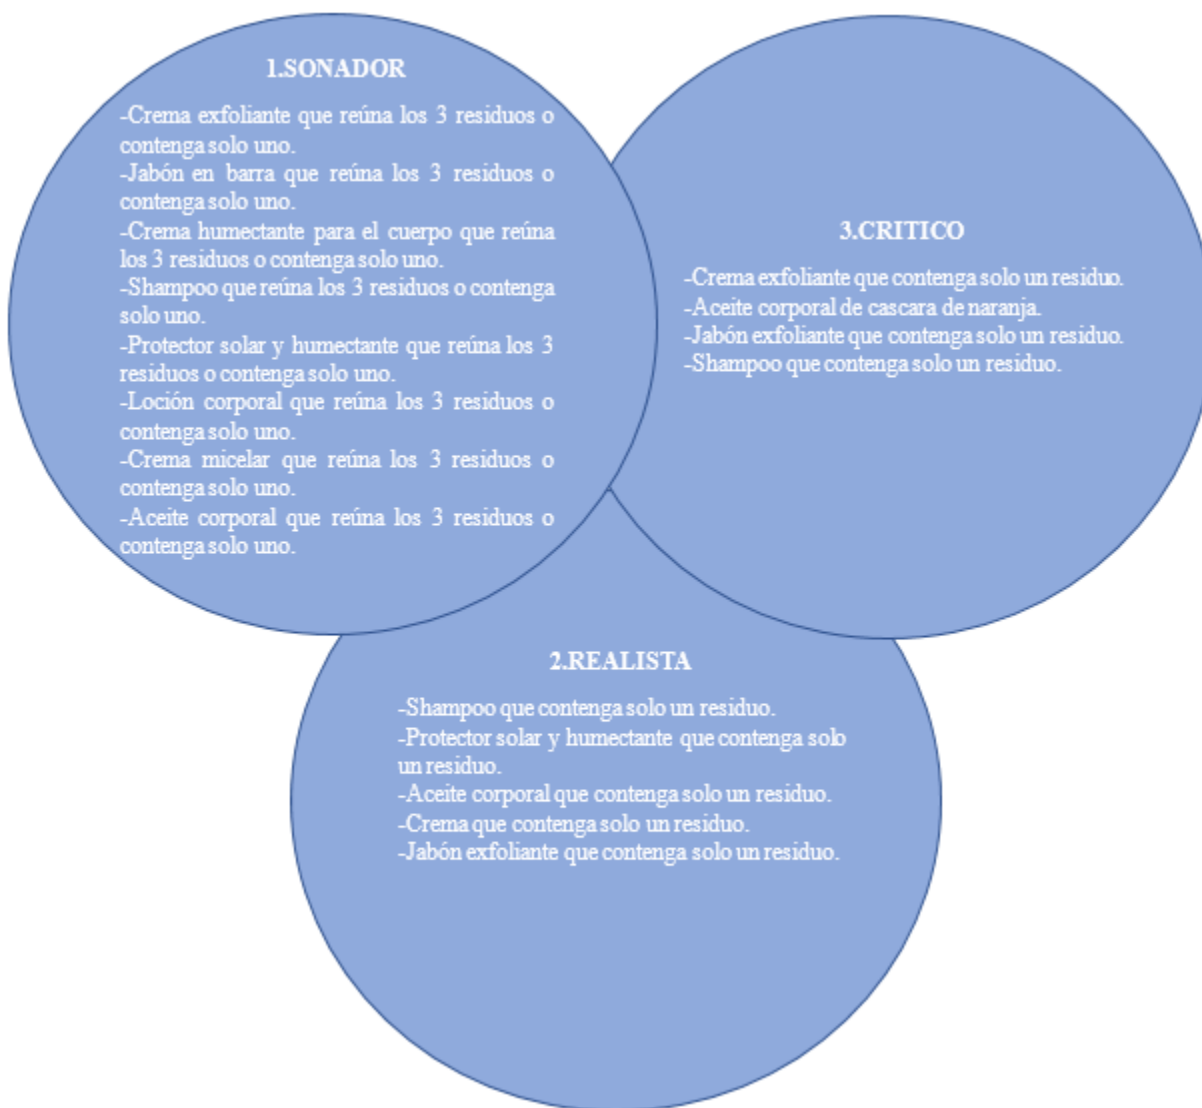 1.SONADOR
-Crema exfoliante que reúna los 3 residuos o
contenga solo uno.
-Jabón en barra que reúna los 3 residuos o
contenga solo uno.
-Crema humectante para el cuerpo que reúna
los 3 residuos o contenga solo uno.
-Shampoo que reúna los 3 residuos o contenga
solo uno.
-Protector solar y humectante que reúna los 3
residuos o contenga solo uno.
-Loción corporal que reúna los 3 residuos o
contenga solo uno.
-Crema micelar que reúna los 3 residuos o
contenga solo uno.
-Aceite corporal que reúna los 3 residuos o
contenga solo uno.
2.REALISTA
-Shampoo que contenga solo un residuo.
-Protector solar y humectante que contenga solo
un residuo.
-Aceite corporal que contenga solo un residuo.
-Crema que contenga solo un residuo.
-Jabón exfoliante que contenga solo un residuo.
3.CRITICO
-Crema exfoliante que contenga solo un residuo.
-Aceite corporal de cascara de naranja.
-Jabón exfoliante que contenga solo un residuo.
-Shampoo que contenga solo un residuo.